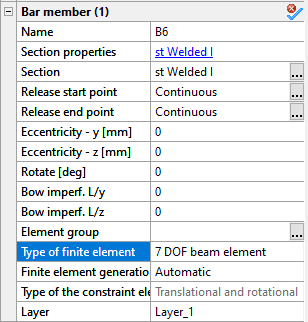 Bar member (1)
Name B6
Section properties st Welded I
Section st Welded I ...
Release start point Continuous ...
Release end point Continuous ...
Eccentricity - y [mm] 0
Eccentricity - z [mm] 0
Rotate [deg] 0
Bow imperf. L/y 0
Bow imperf. L/z 0
Element group ...
Type of finite element 7 DOF beam element
Finite element generatio Automatic
Type of the constraint ele Translational and rotational
Layer Layer_1